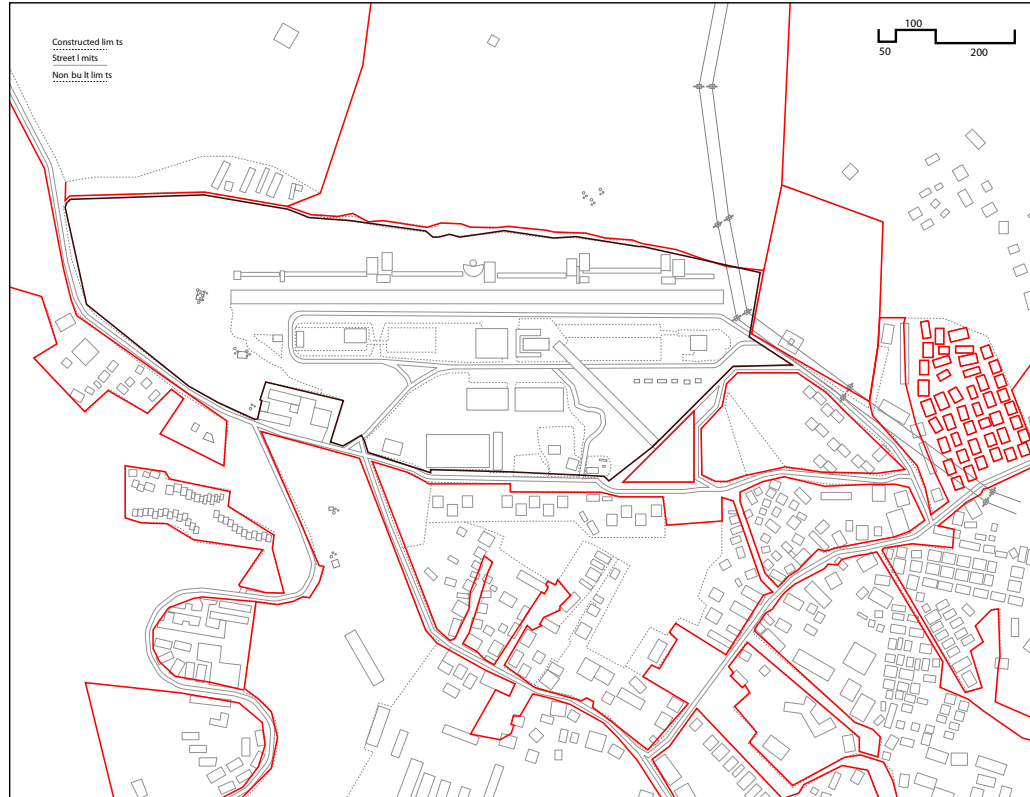 Constructed lim ts
Street l mits
Non bu lt lim ts
100
50
200